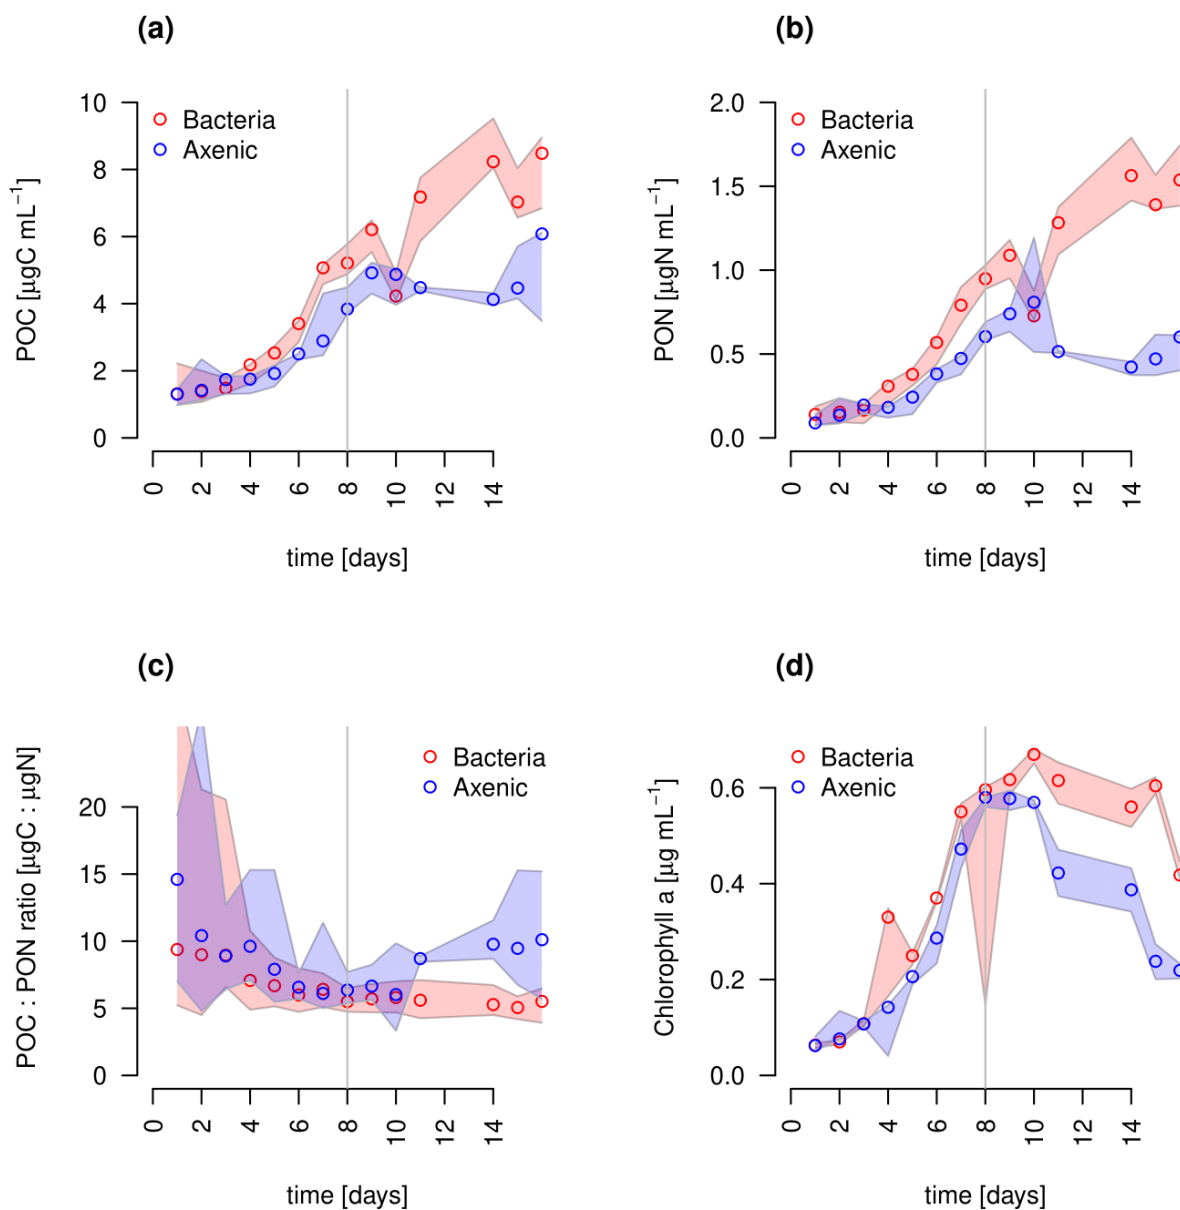 (a)
POC [µgC mL⁻¹]
10
8
6
4
2
0
Bacteria
Axenic
0 2 4 6 8 10 14
time [days]
(b)
PON [µgN mL⁻¹]
2.0
1.5
1.0
0.5
0.0
Bacteria
Axenic
0 2 4 6 8 10 14
time [days]
(c)
POC : PON ratio [µgC : µgN]
20
15
10
5
0
Bacteria
Axenic
0 2 4 6 8 10 14
time [days]
(d)
Chlorophyll a [µg mL⁻¹]
0.6
0.4
0.2
0.0
Bacteria
Axenic
0 2 4 6 8 10 14
time [days]